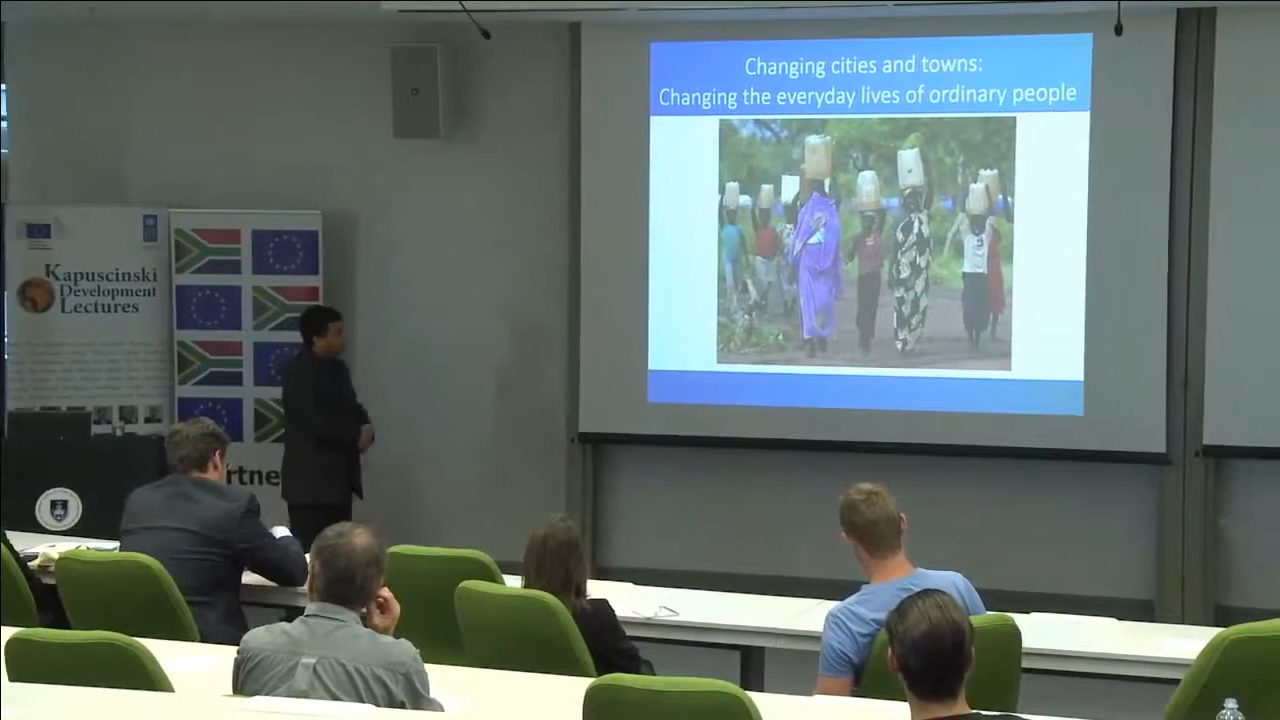 Changing cities and towns:
Changing the everyday lives of ordinary people
Kapuscinski
Development
Lectures
rtne